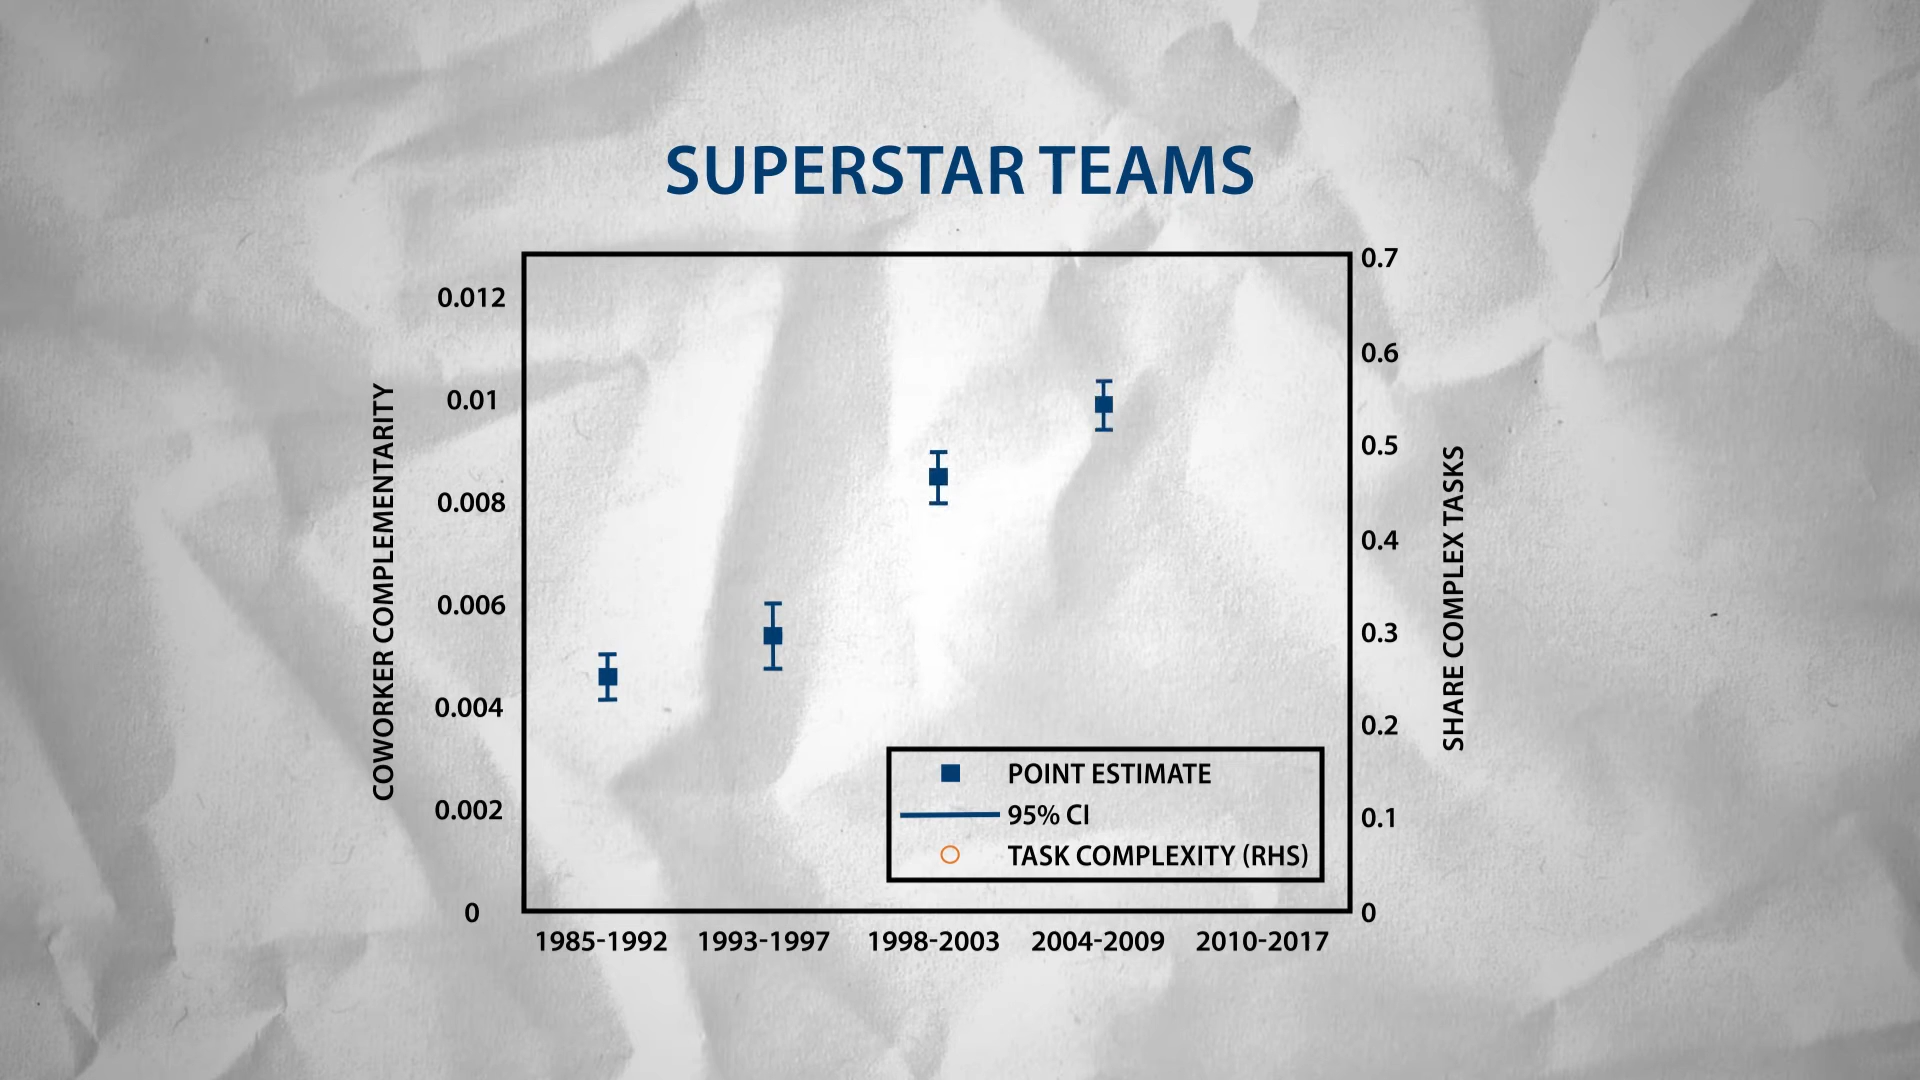 SUPERSTAR TEAMS
0.7
0.012
0.6
0.01
0.5
0.008
0.4
0.006
0.3
0.004
0.2
0.002
0.1
0
0
COWORKER COMPLEMENTARITY
SHARE COMPLEX TASKS
POINT ESTIMATE
95% CI
TASK COMPLEXITY (RHS)
1985-1992 1993-1997 1998-2003 2004-2009 2010-2017